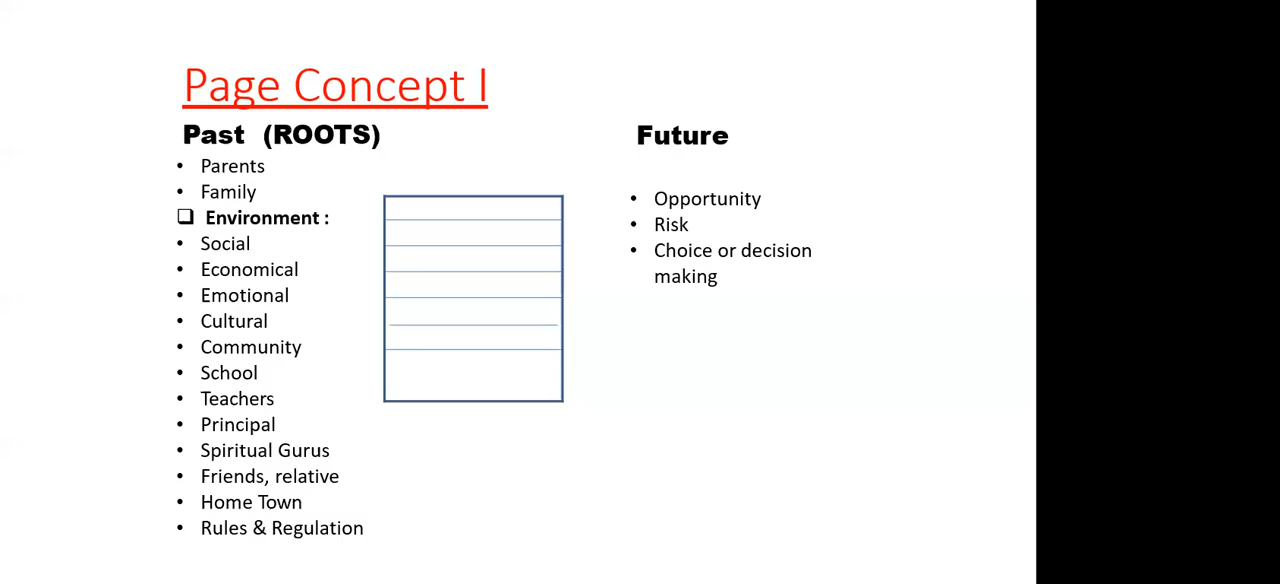 Page Concept I
Past (ROOTS)
• Parents
• Family
❑ Environment :
• Social
• Economical
• Emotional
• Cultural
• Community
• School
• Teachers
• Principal
• Spiritual Gurus
• Friends, relative
• Home Town
• Rules & Regulation
Future
• Opportunity
• Risk
• Choice or decision
making